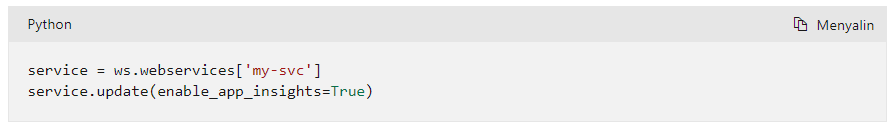 Python
Menyalin
service = ws.webservices['my-svc']
service.update(enable_app_insights=True)